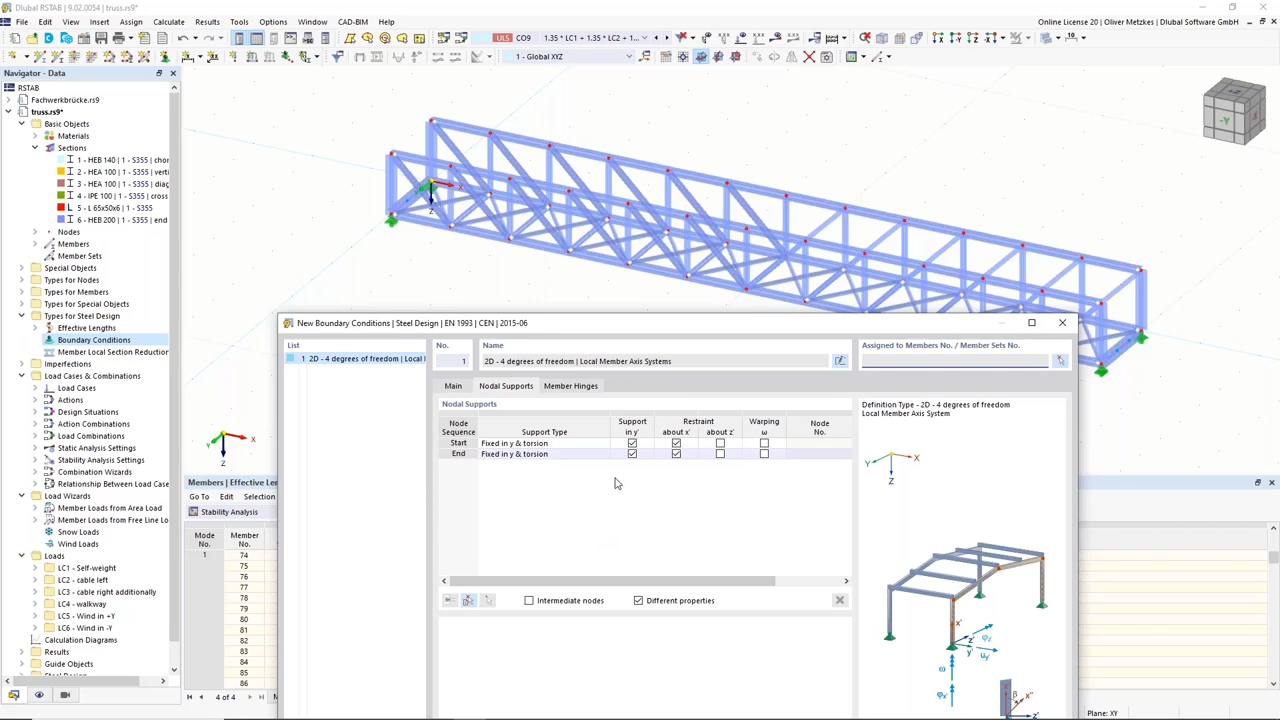 Dlubal RSTAB | 9.02.0054 | truss.rs9*
File Edit View Insert Assign Calculate Results Tools Options Window CAD-BIM Help
Online License 20 | Oliver Metzkes | Dlubal Software GmbH
ULS CO9 1.35 * LC1 + 1.35 * LC2 + 1...
1 - Global XYZ
Navigator - Data
RSTAB
Fachwerkbrücke.rs9
truss.rs9*
Basic Objects
Materials
Sections
1 - HEB 140 | 1 - S355 | chor
2 - HEA 100 | 1 - S355 | verti
3 - HEA 100 | 1 - S355 | diag
4 - IPE 100 | 1 - S355 | cross
5 - L 65x50x6 | 1 - S355
6 - HEB 200 | 1 - S355 | end
Nodes
Members
Member Sets
Special Objects
Types for Nodes
Types for Members
Types for Special Objects
Types for Steel Design
Effective Lengths
Boundary Conditions
Member Local Section Reduction
Imperfections
Load Cases & Combinations
Load Cases
Actions
Design Situations
Action Combinations
Load Combinations
Static Analysis Settings
Stability Analysis Settings
Combination Wizards
Relationship Between Load Case
Load Wizards
Member Loads from Area Load
Member Loads from Free Line Lo
Snow Loads
Wind Loads
Loads
LC1 - Self-weight
LC2 - cable left
LC3 - cable right additionally
LC4 - walkway
LC5 - Wind in +Y
LC6 - Wind in -Y
Calculation Diagrams
Results
Guide Objects
X
Z
-Y
X
Y
Z
Members | Effective Len
Go To Edit Selection
Stability Analysis
Mode No.
Member No.
1 74
75
76
77
78
79
80
81
82
83
84
85
86
4 of 4
New Boundary Conditions | Steel Design | EN 1993 | CEN | 2015-06
List
1 2D - 4 degrees of freedom | Local I
No.
1
Name
2D - 4 degrees of freedom | Local Member Axis Systems
Assigned to Members No. / Member Sets No.
Main Nodal Supports Member Hinges
Nodal Supports
Node Sequence
Support Type
Support in y'
Restraint
about x' about z'
Warping ω
Node No.
Start Fixed in y & torsion
End Fixed in y & torsion
Intermediate nodes
Different properties
Definition Type - 2D - 4 degrees of freedom
Local Member Axis System
Y X
Z
x'
z'
y'
ω
β
x''
z'
Plane: XY